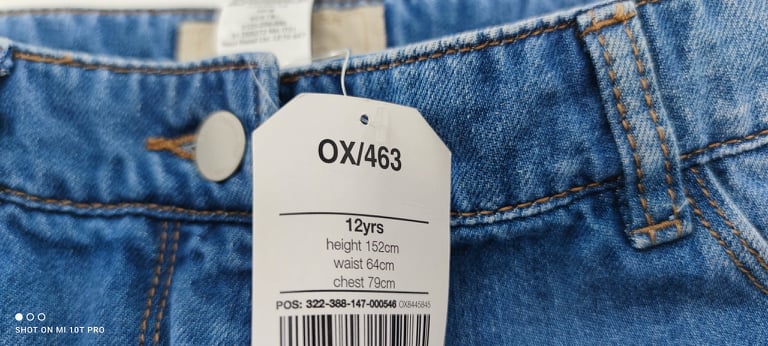 OX/463
12yrs
height 152cm
waist 64cm
chest 79cm
POS: 322-388-147-000546 OX8445845
SHOT ON MI 10T PRO